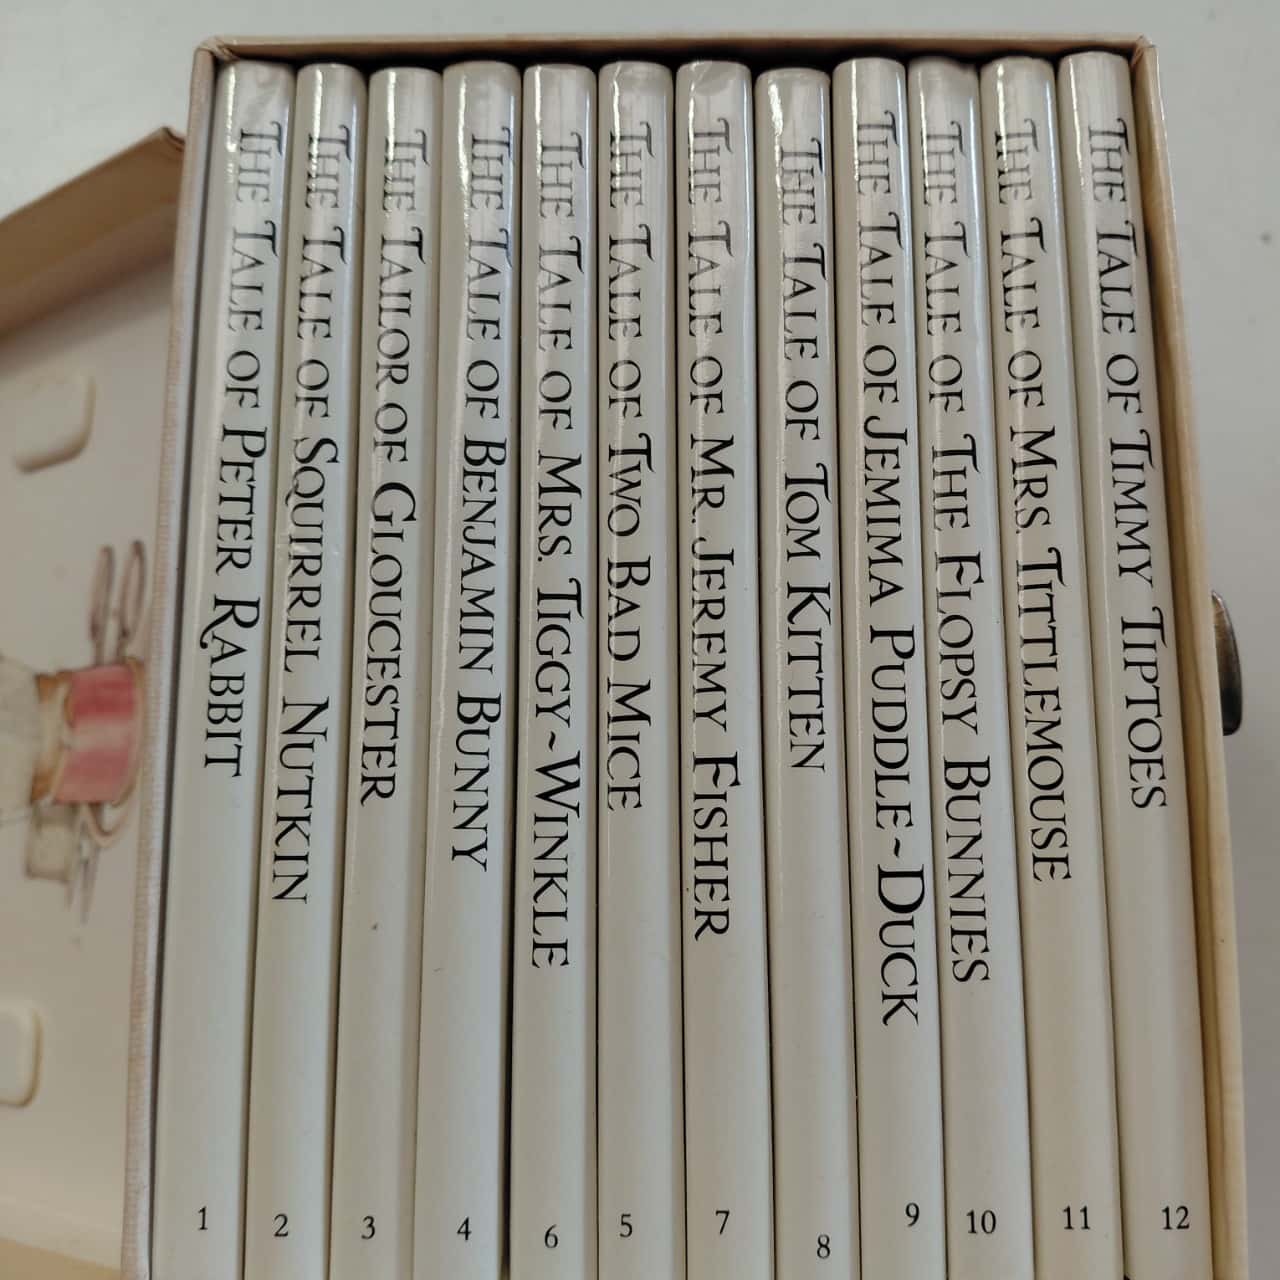 THE TALE OF PETER RABBIT
1
THE TALE OF SQUIRREL NUTKIN
2
THE TAILOR OF GLOUCESTER
3
THE TALE OF BENJAMIN BUNNY
4
THE TALE OF MRS. TIGGY~WINKLE
6
THE TALE OF TWO BAD MICE
5
THE TALE OF MR. JEREMY FISHER
7
THE TALE OF TOM KITTEN
8
THE TALE OF JEMIMA PUDDLE~DUCK
9
THE TALE OF THE FLOPSY BUNNIES
10
THE TALE OF MRS. TITTLEMOUSE
11
THE TALE OF TIMMY TIPTOES
12